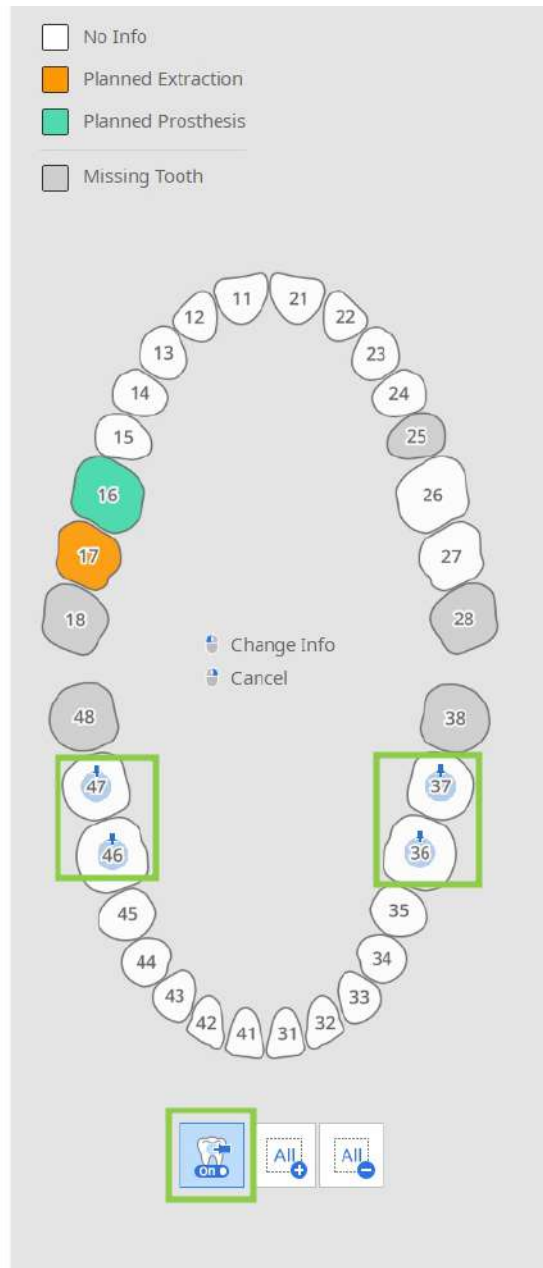 No Info
Planned Extraction
Planned Prosthesis
Missing Tooth
11 21
12 22
13 23
14 24
15 25
16 26
17 27
18 28
Change Info
Cancel
48 38
47 37
46 36
45 35
44 34
43 33
42 32
41 31
On All All